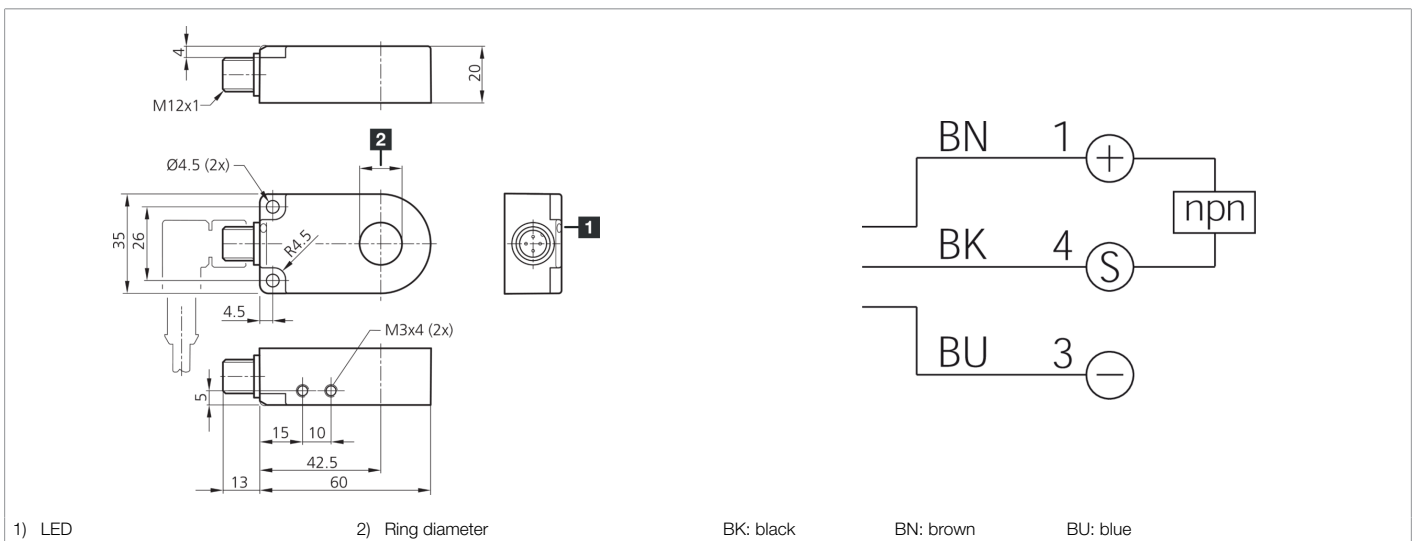 4
20
M12x1
2
Ø4.5 (2x)
35
26
R4.5
1
4.5
M3x4 (2x)
5
15
10
42.5
13
60
BN 1 +
npn
BK 4 S
BU 3 −
1) LED
2) Ring diameter
BK: black
BN: brown
BU: blue